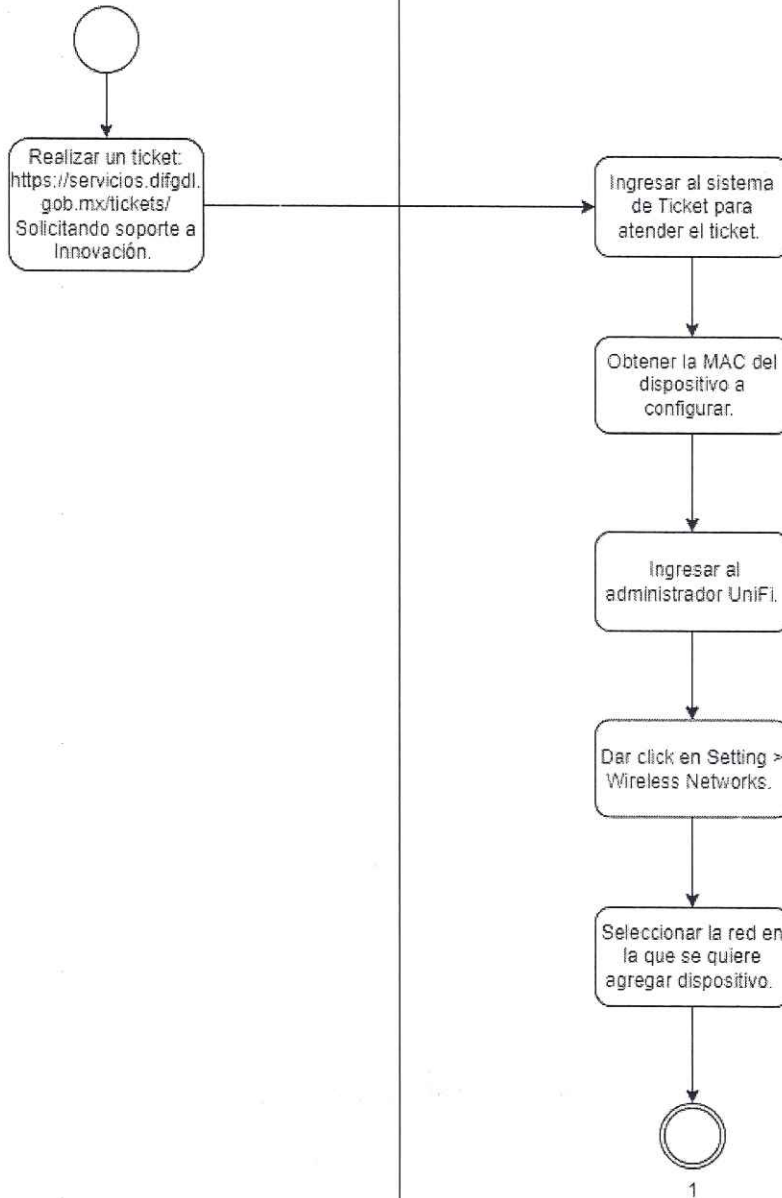 Realizar un ticket:
https://servicios.difgdl.
gob.mx/tickets/
Solicitando soporte a
Innovación.
Ingresar al sistema
de Ticket para
atender el ticket.
Obtener la MAC del
dispositivo a
configurar.
Ingresar al
administrador UniFi.
Dar click en Setting >
Wireless Networks.
Seleccionar la red en
la que se quiere
agregar dispositivo.
1